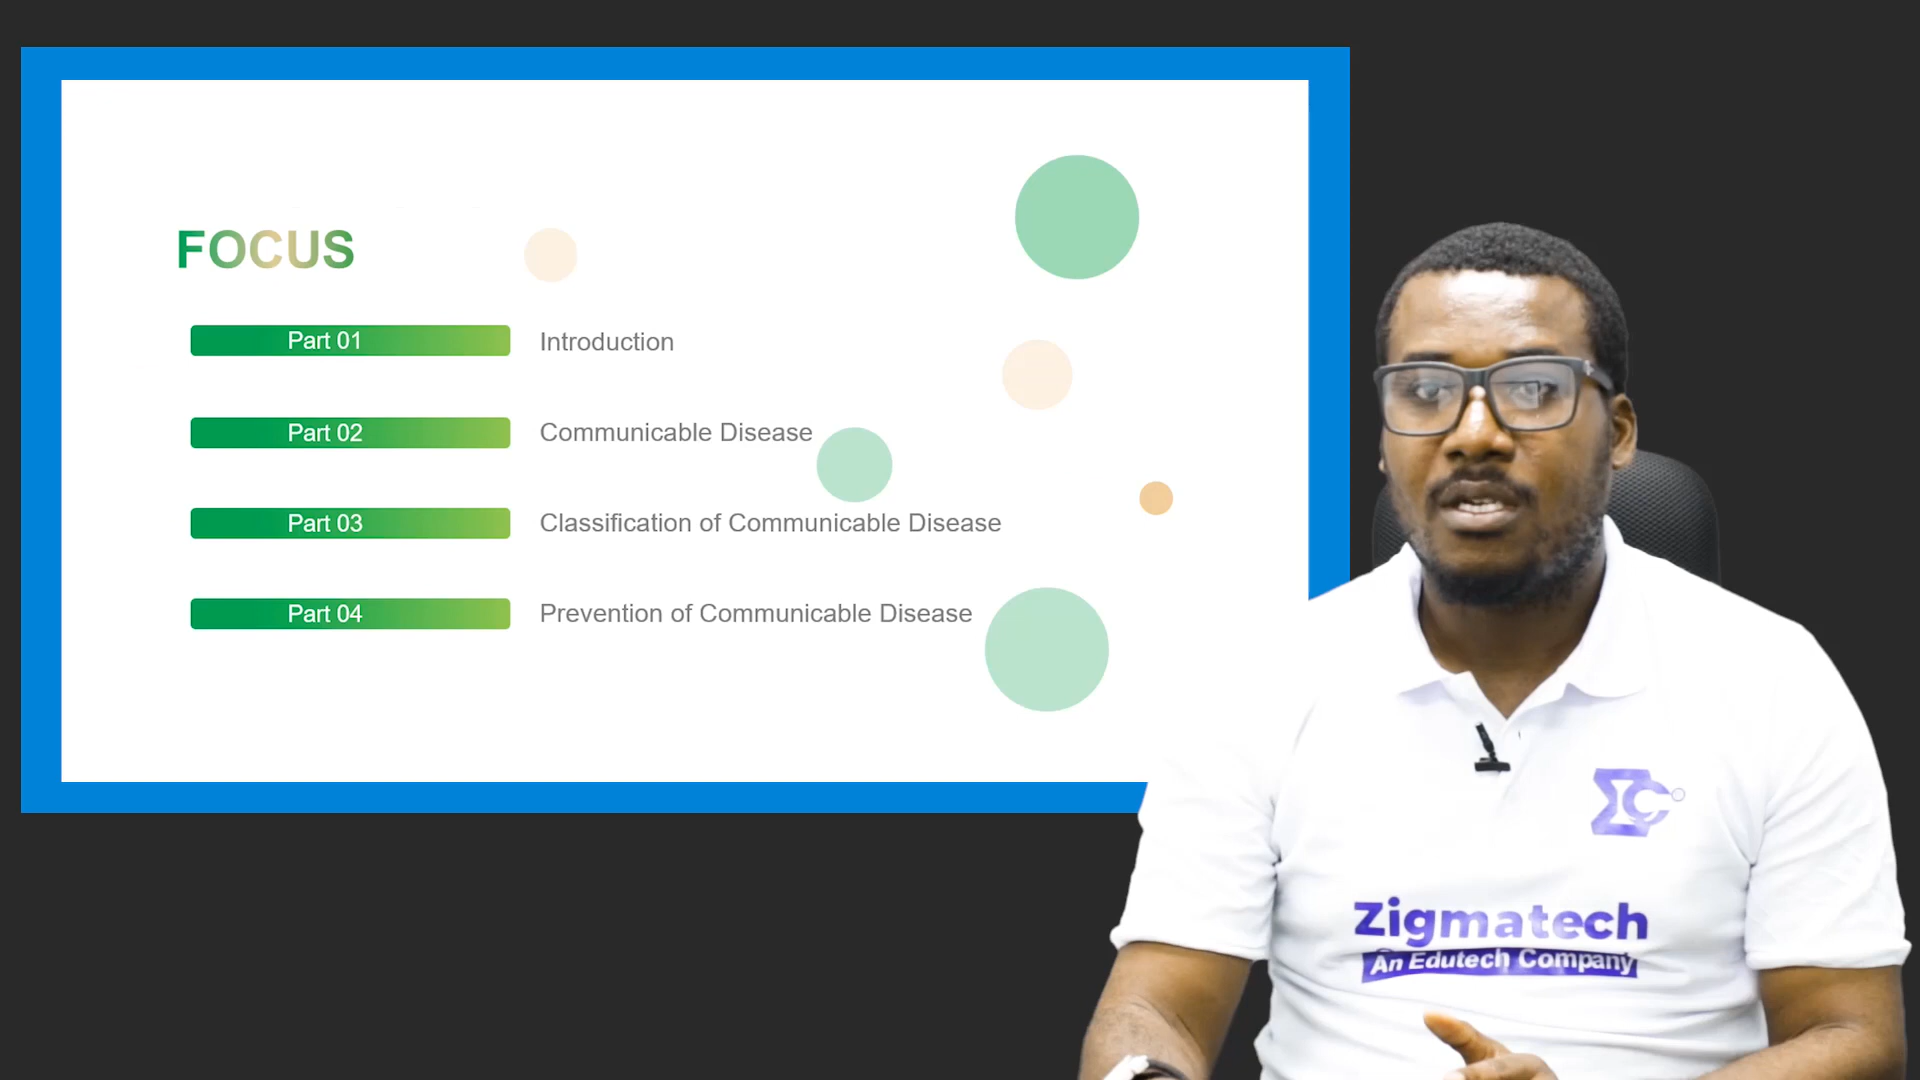 FOCUS
Part 01 Introduction
Part 02 Communicable Disease
Part 03 Classification of Communicable Disease
Part 04 Prevention of Communicable Disease
Zigmatech
An Edutech Company